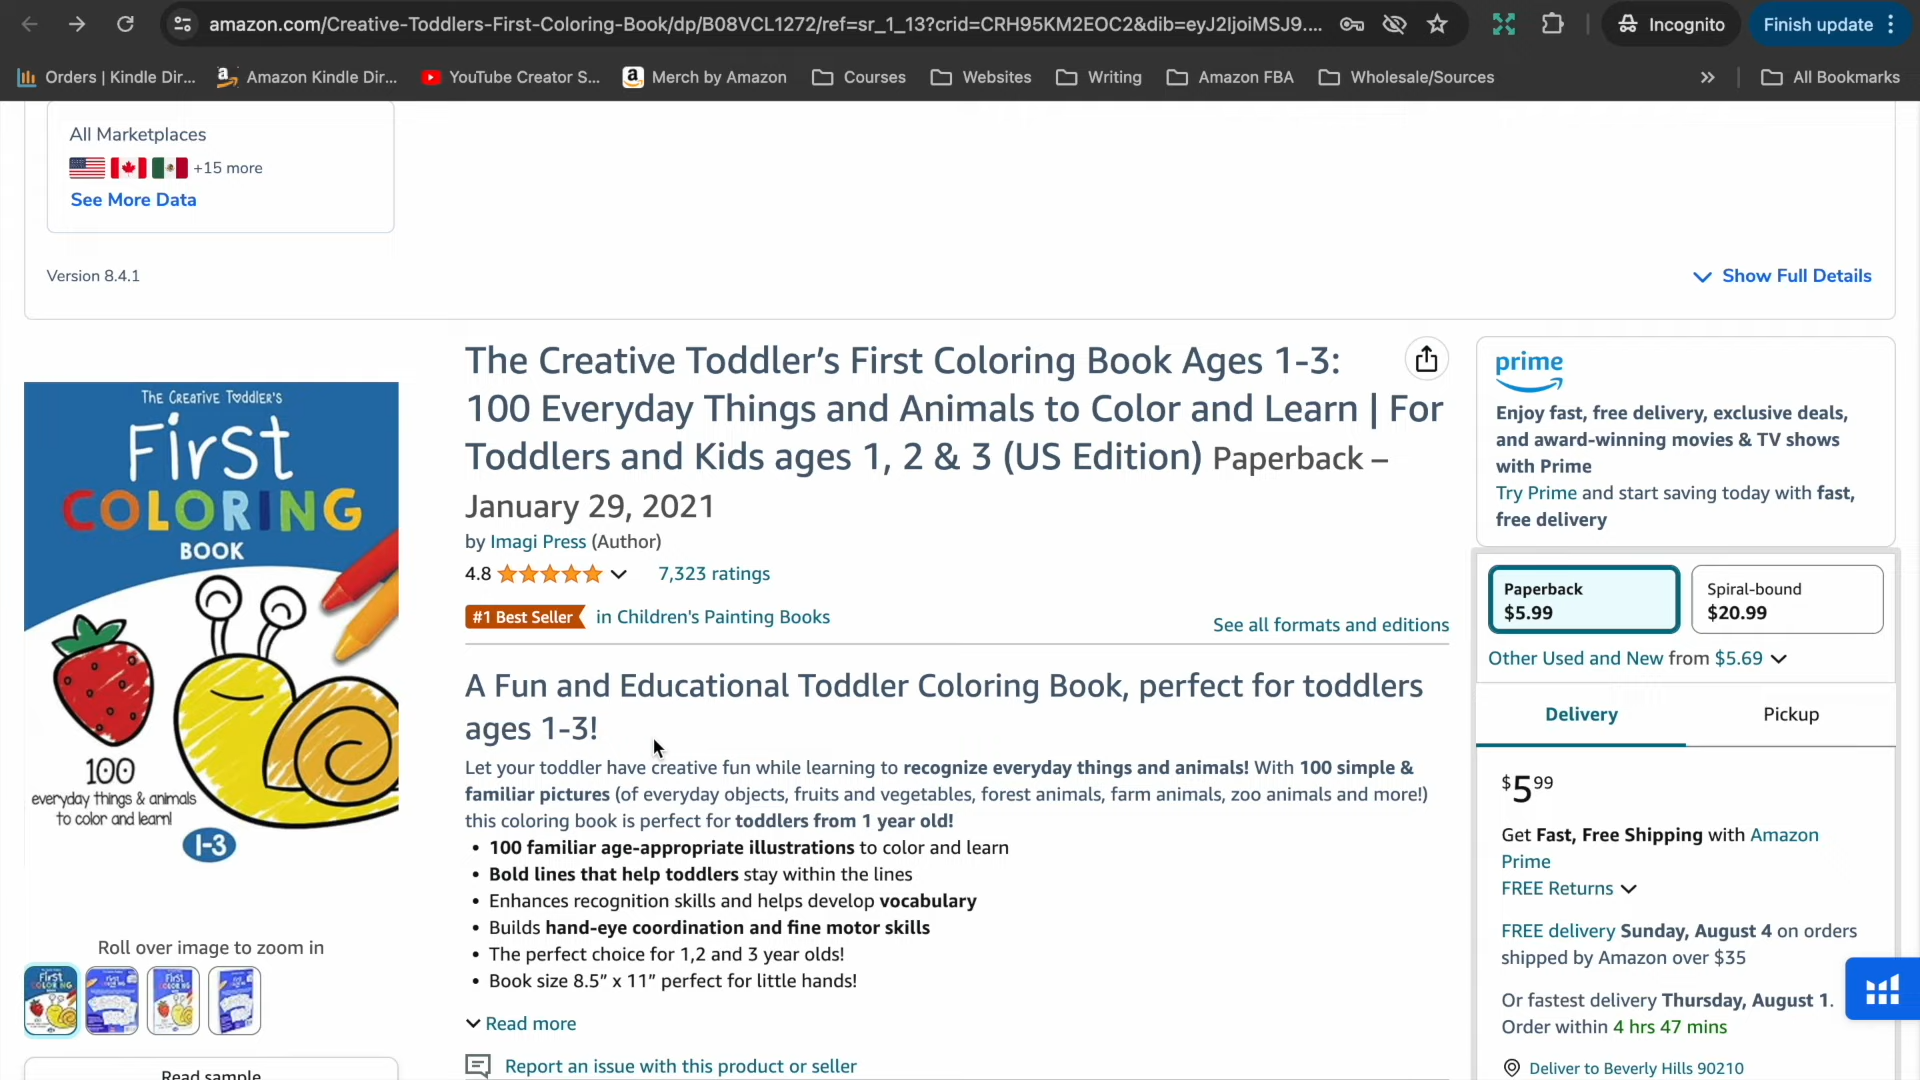 amazon.com/Creative-Toddlers-First-Coloring-Book/dp/B08VCL1272/ref=sr_1_13?crid=CRH95KM2EOC2&dib=eyJ2IjoiMSJ9....
Incognito
Finish update
Orders | Kindle Dir...
Amazon Kindle Dir...
YouTube Creator S...
Merch by Amazon
Courses
Websites
Writing
Amazon FBA
Wholesale/Sources
All Bookmarks
All Marketplaces
+15 more
See More Data
Version 8.4.1
Show Full Details
The Creative Toddler's
First
COLORING
BOOK
100
everyday things & animals
to color and learn!
1-3
Roll over image to zoom in
Read sample
The Creative Toddler’s First Coloring Book Ages 1-3:
100 Everyday Things and Animals to Color and Learn | For
Toddlers and Kids ages 1, 2 & 3 (US Edition) Paperback –
January 29, 2021
by Imagi Press (Author)
4.8
7,323 ratings
#1 Best Seller in Children's Painting Books
See all formats and editions
A Fun and Educational Toddler Coloring Book, perfect for toddlers
ages 1-3!
Let your toddler have creative fun while learning to recognize everyday things and animals! With 100 simple &
familiar pictures (of everyday objects, fruits and vegetables, forest animals, farm animals, zoo animals and more!)
this coloring book is perfect for toddlers from 1 year old!
• 100 familiar age-appropriate illustrations to color and learn
• Bold lines that help toddlers stay within the lines
• Enhances recognition skills and helps develop vocabulary
• Builds hand-eye coordination and fine motor skills
• The perfect choice for 1,2 and 3 year olds!
• Book size 8.5” x 11” perfect for little hands!
Read more
Report an issue with this product or seller
prime
Enjoy fast, free delivery, exclusive deals,
and award-winning movies & TV shows
with Prime
Try Prime and start saving today with fast,
free delivery
Paperback
$5.99
Spiral-bound
$20.99
Other Used and New from $5.69
Delivery
Pickup
$5 99
Get Fast, Free Shipping with Amazon
Prime
FREE Returns
FREE delivery Sunday, August 4 on orders
shipped by Amazon over $35
Or fastest delivery Thursday, August 1.
Order within 4 hrs 47 mins
Deliver to Beverly Hills 90210